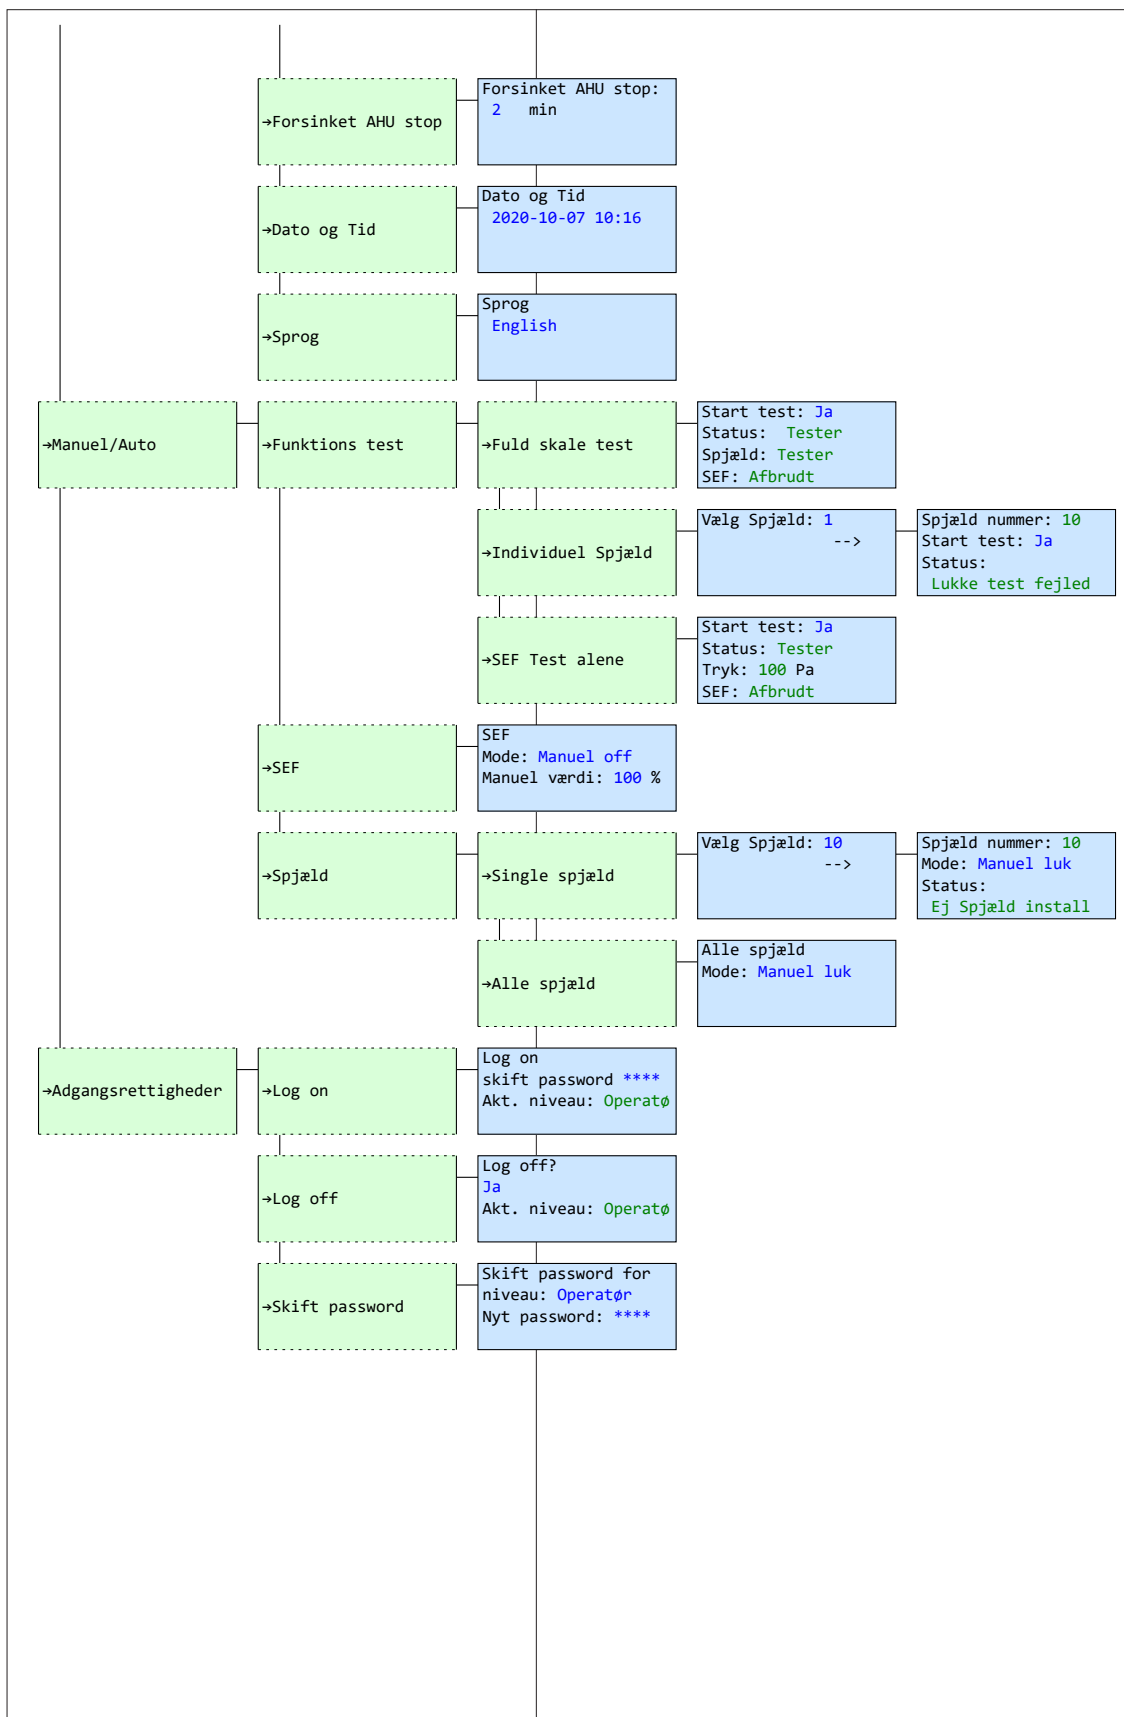 →Forsinket AHU stop
Forsinket AHU stop:
2 min
→Dato og Tid
Dato og Tid
2020-10-07 10:16
→Sprog
Sprog
English
→Manuel/Auto
→Funktions test
→Fuld skale test
Start test: Ja
Status: Tester
Spjæld: Tester
SEF: Afbrudt
→Individuel Spjæld
Vælg Spjæld: 1
-->
Spjæld nummer: 10
Start test: Ja
Status:
Lukke test fejled
→SEF Test alene
Start test: Ja
Status: Tester
Tryk: 100 Pa
SEF: Afbrudt
→SEF
SEF
Mode: Manuel off
Manuel værdi: 100 %
→Spjæld
→Single spjæld
Vælg Spjæld: 10
-->
Spjæld nummer: 10
Mode: Manuel luk
Status:
Ej Spjæld install
→Alle spjæld
Alle spjæld
Mode: Manuel luk
→Adgangsrettigheder
→Log on
Log on
skift password ****
Akt. niveau: Operatø
→Log off
Log off?
Ja
Akt. niveau: Operatø
→Skift password
Skift password for
niveau: Operatør
Nyt password: ****